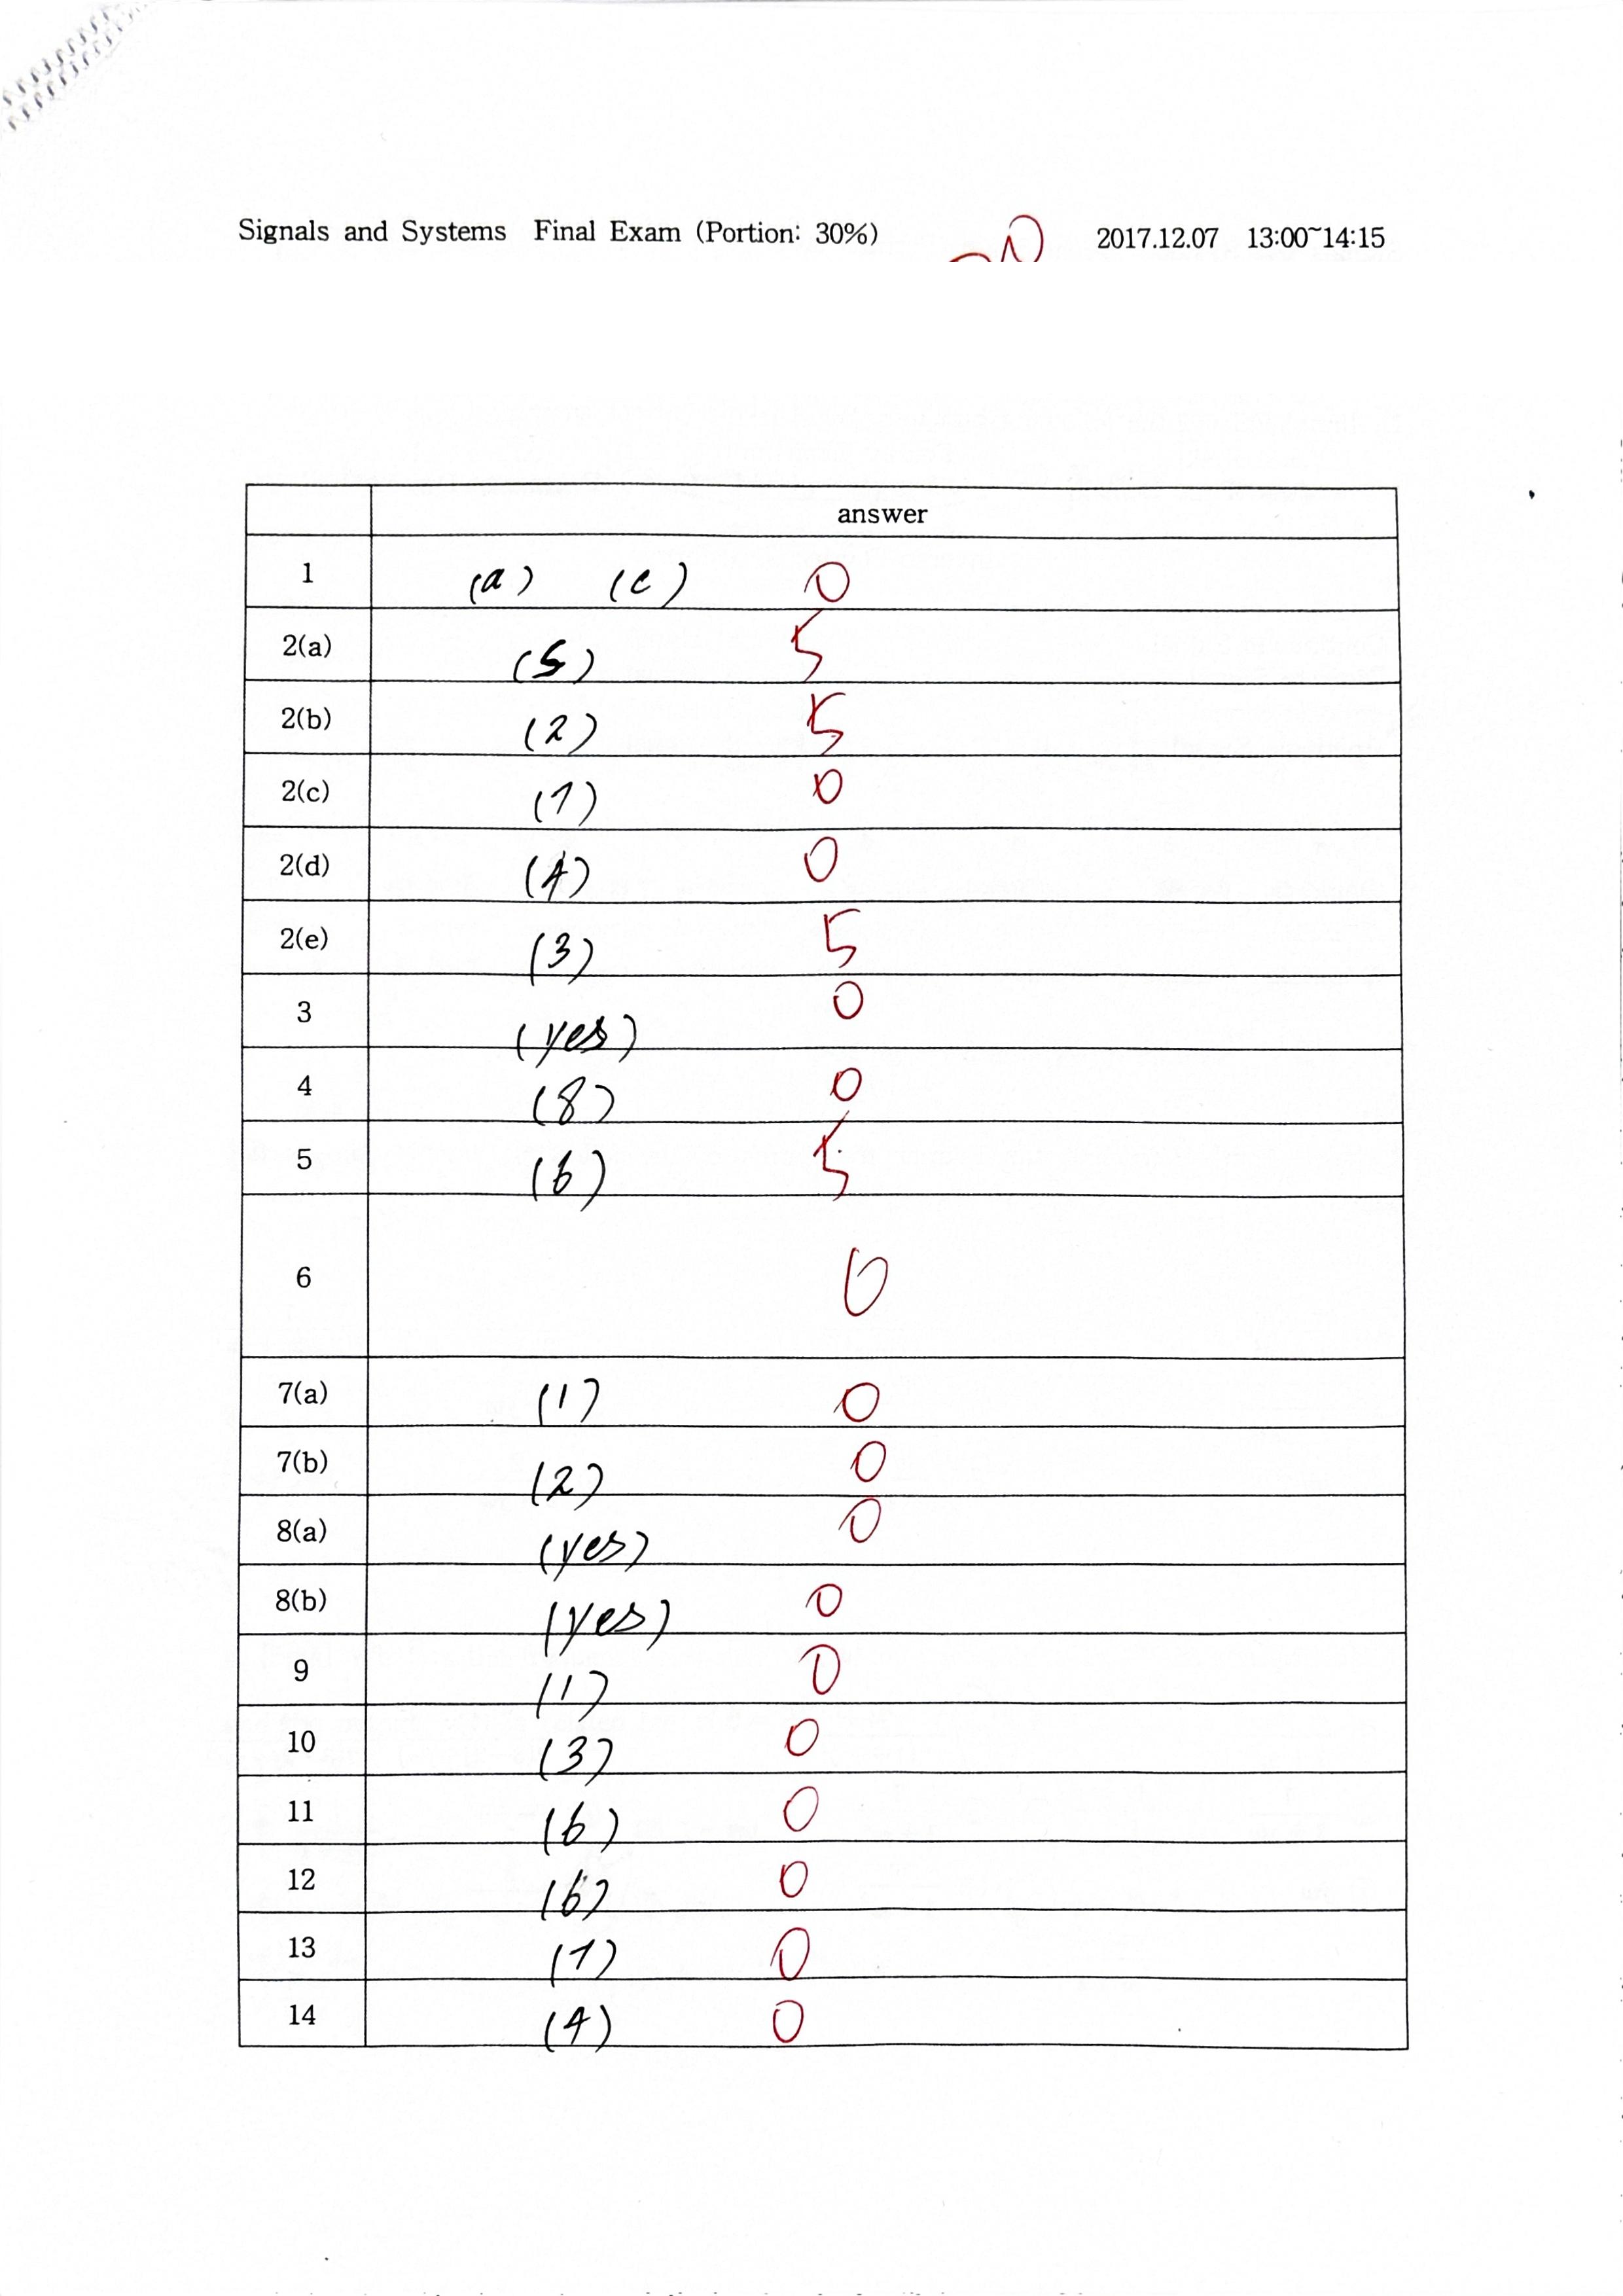 Signals and Systems Final Exam (Portion: 30%) 2017.12.07 13:00~14:15
answer
1 (a) (c) 0
2(a) (5) 5
2(b) (2) 5
2(c) (1) 0
2(d) (4) 0
2(e) (3) 5
3 (yes) 0
4 (8) 0
5 (6) 5
6 0
7(a) (1) 0
7(b) (2) 0
8(a) (yes) 0
8(b) (yes) 0
9 (1) 0
10 (3) 0
11 (6) 0
12 (6) 0
13 (1) 0
14 (4) 0